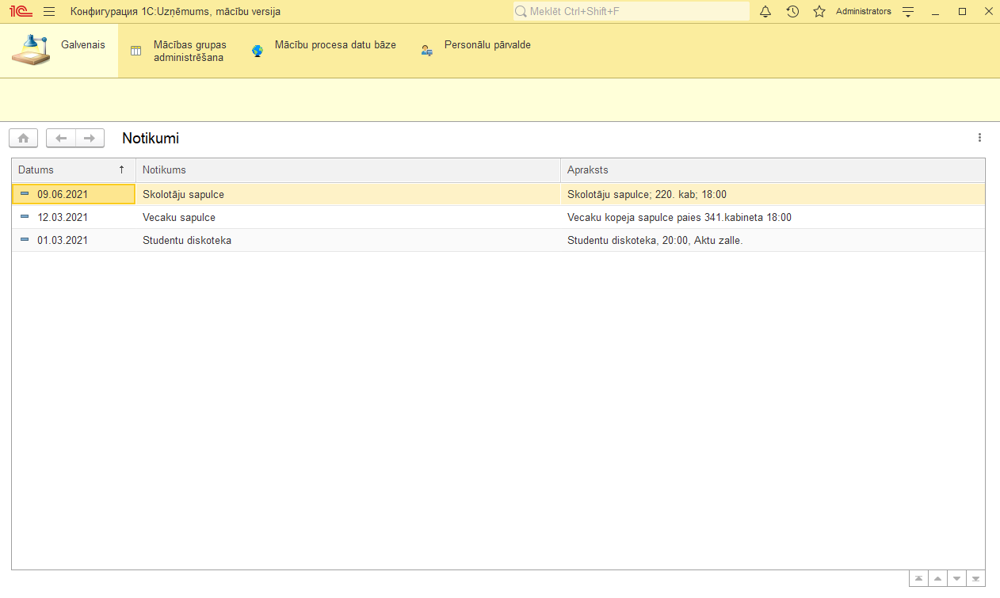 1С Конфигурация 1C:Uzņēmums, mācību versija Meklēt Ctrl+Shift+F Administrators
Galvenais Mācības grupas administrēšana Mācību procesa datu bāze Personālu pārvalde
Notikumi
Datums ↑ Notikums Apraksts
09.06.2021 Skolotāju sapulce Skolotāju sapulce; 220. kab; 18:00
12.03.2021 Vecaku sapulce Vecaku kopeja sapulce paies 341.kabineta 18:00
01.03.2021 Studentu diskoteka Studentu diskoteka, 20:00, Aktu zalle.